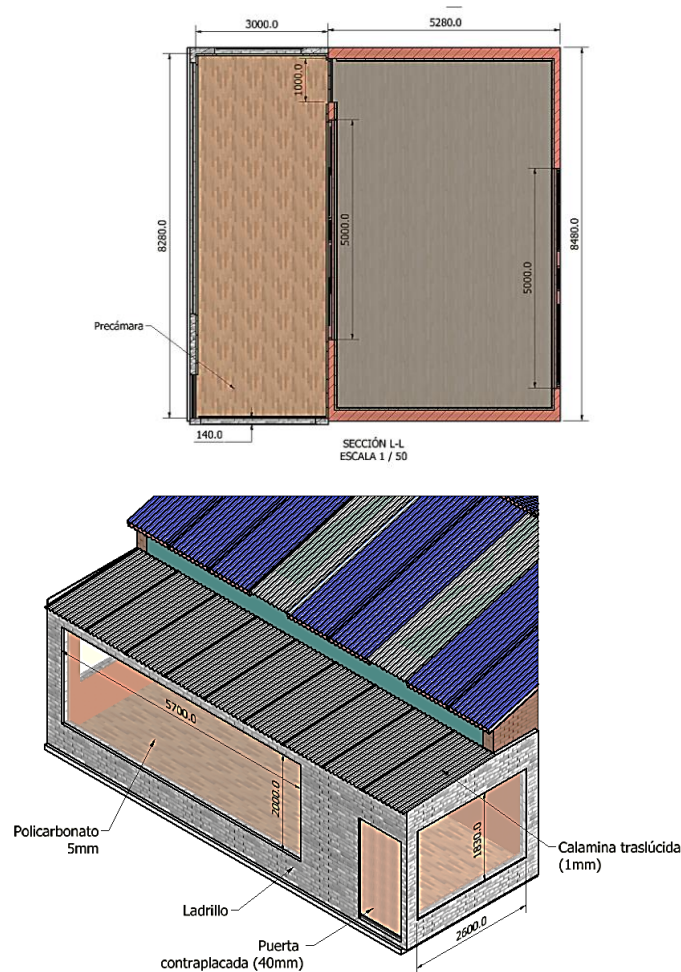 3000.0
5280.0
1000.0
8280.0
5000.0
5000.0
8480.0
Precámara
140.0
SECCIÓN L-L
ESCALA 1 / 50
5700.0
2000.0
1830.0
Policarbonato
5mm
Calamina traslúcida
(1mm)
Ladrillo
2600.0
Puerta
contraplacada (40mm)